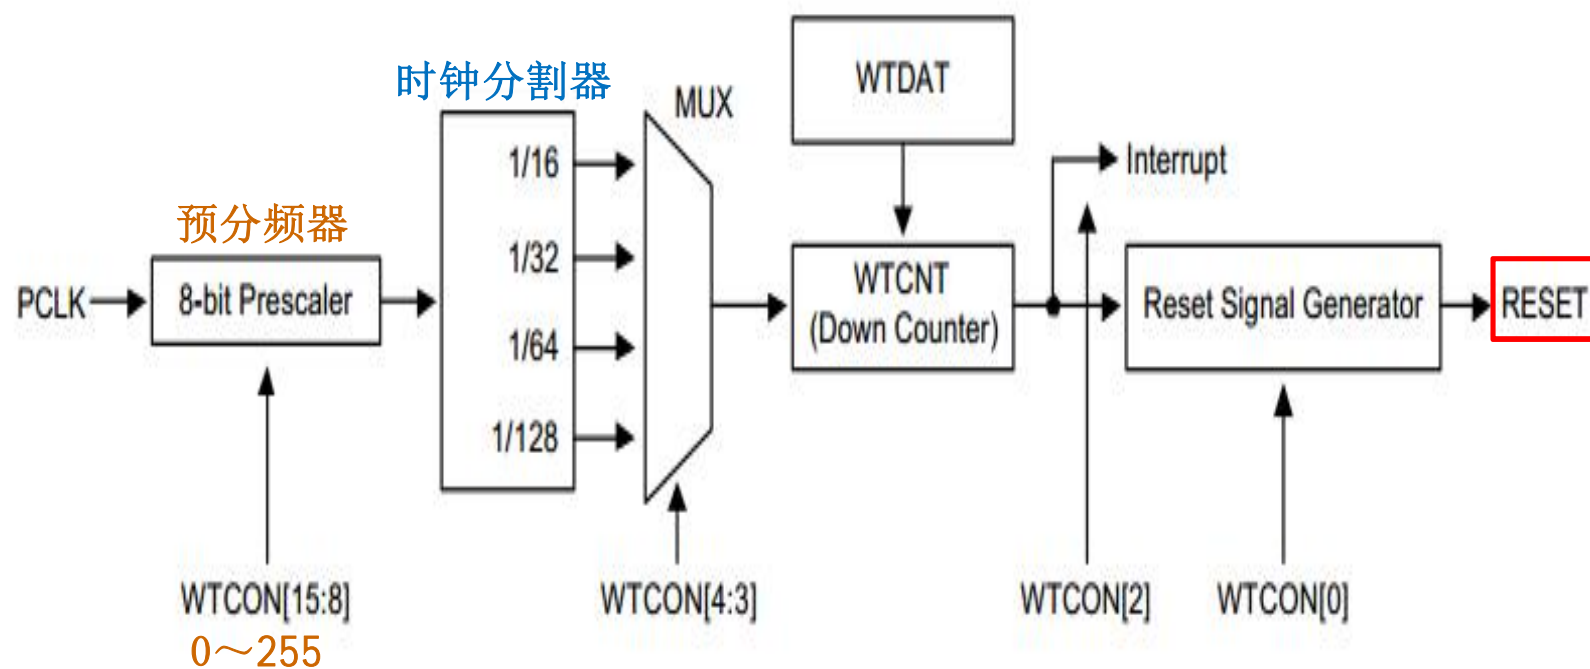 时钟分割器
MUX
WTDAT
1/16
Interrupt
预分频器
1/32
PCLK
8-bit Prescaler
WTCNT
(Down Counter)
Reset Signal Generator
RESET
1/64
1/128
WTCON[15:8]
WTCON[4:3]
WTCON[2]
WTCON[0]
0～255